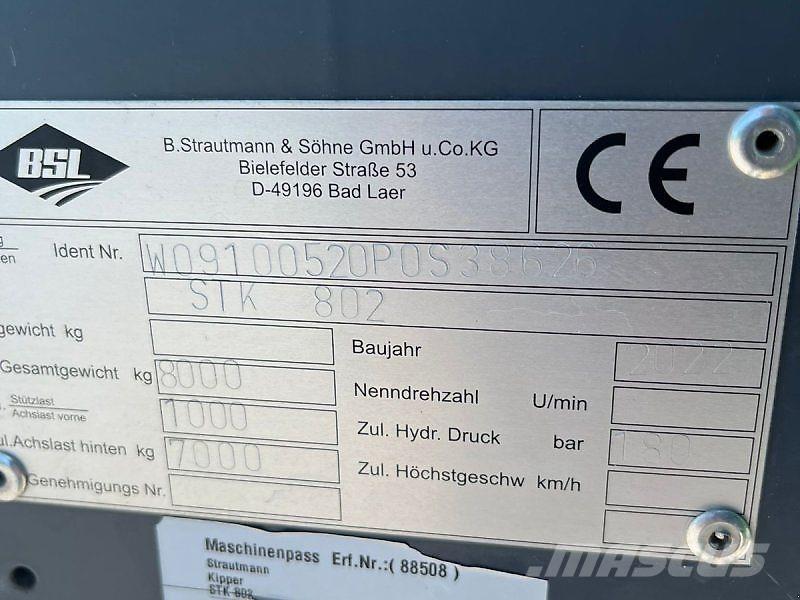 BSL
B.Strautmann & Söhne GmbH u.Co.KG
Bielefelder Straße 53
D-49196 Bad Laer
CE
Ident Nr. W09100520P0S38626
STK 802
gewicht kg
Baujahr 2022
Gesamtgewicht kg 8000
Nenndrehzahl U/min
Stützlast
Achslast vorne 1000
Zul. Hydr. Druck bar 180
ul.Achslast hinten kg 7000
Zul. Höchstgeschw km/h
Genehmigungs Nr.
Maschinenpass Erf.Nr.:( 88508 )
Strautmann
Kipper
STK 802
MASCUS